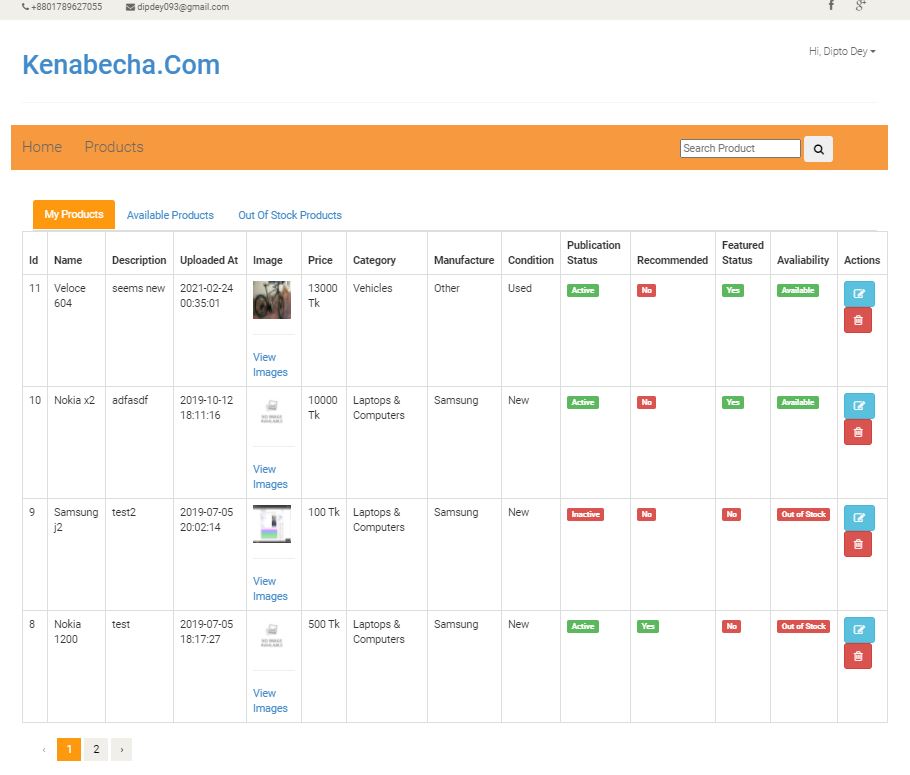 +8801789627055 dipdey093@gmail.com
Kenabecha.Com
Hi, Dipto Dey
Home Products Search Product
My Products Available Products Out Of Stock Products
Id Name Description Uploaded At Image Price Category Manufacture Condition Publication Status Recommended Featured Status Avaliability Actions
11 Veloce 604 seems new 2021-02-24 00:35:01 View Images 13000 Tk Vehicles Other Used Active No Yes Available
10 Nokia x2 adfasdf 2019-10-12 18:11:16 NO IMAGE AVAILABLE View Images 10000 Tk Laptops & Computers Samsung New Active No Yes Available
9 Samsung j2 test2 2019-07-05 20:02:14 View Images 100 Tk Laptops & Computers Samsung New Inactive No No Out of Stock
8 Nokia 1200 test 2019-07-05 18:17:27 NO IMAGE AVAILABLE View Images 500 Tk Laptops & Computers Samsung New Active Yes No Out of Stock
‹ 1 2 ›